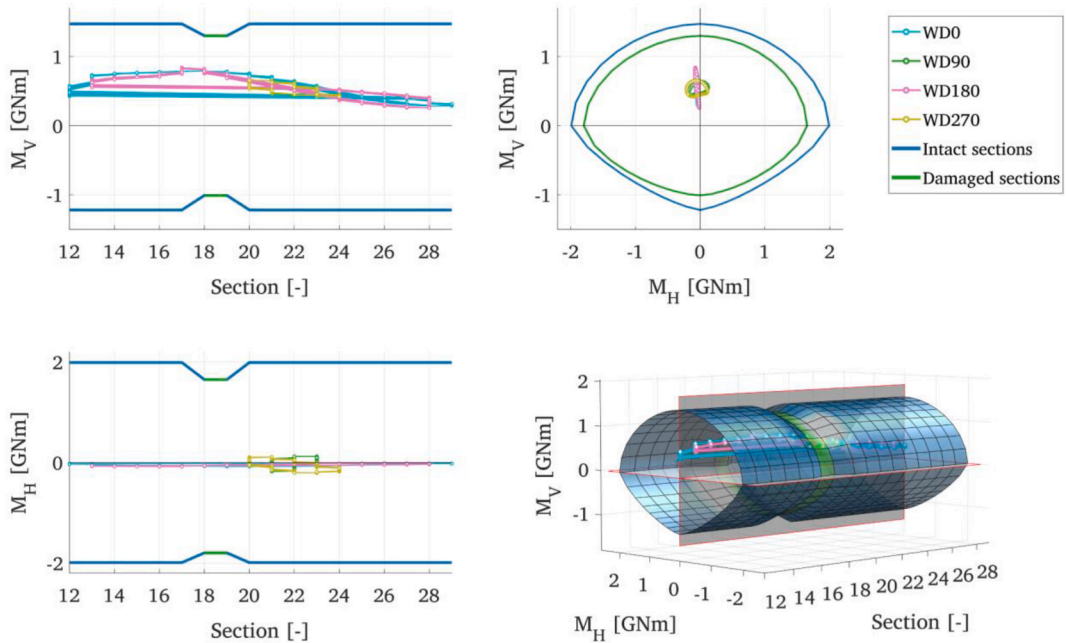 M_V [GNm]
1
0
-1
12 14 16 18 20 22 24 26 28
Section [-]
M_V [GNm]
1
0
-1
-2 -1 0 1 2
M_H [GNm]
WD0
WD90
WD180
WD270
Intact sections
Damaged sections
M_H [GNm]
2
0
-2
12 14 16 18 20 22 24 26 28
Section [-]
M_V [GNm]
2
1
0
-1
2 1 0 -1 -2
M_H [GNm]
12 14 16 18 20 22 24 26 28
Section [-]